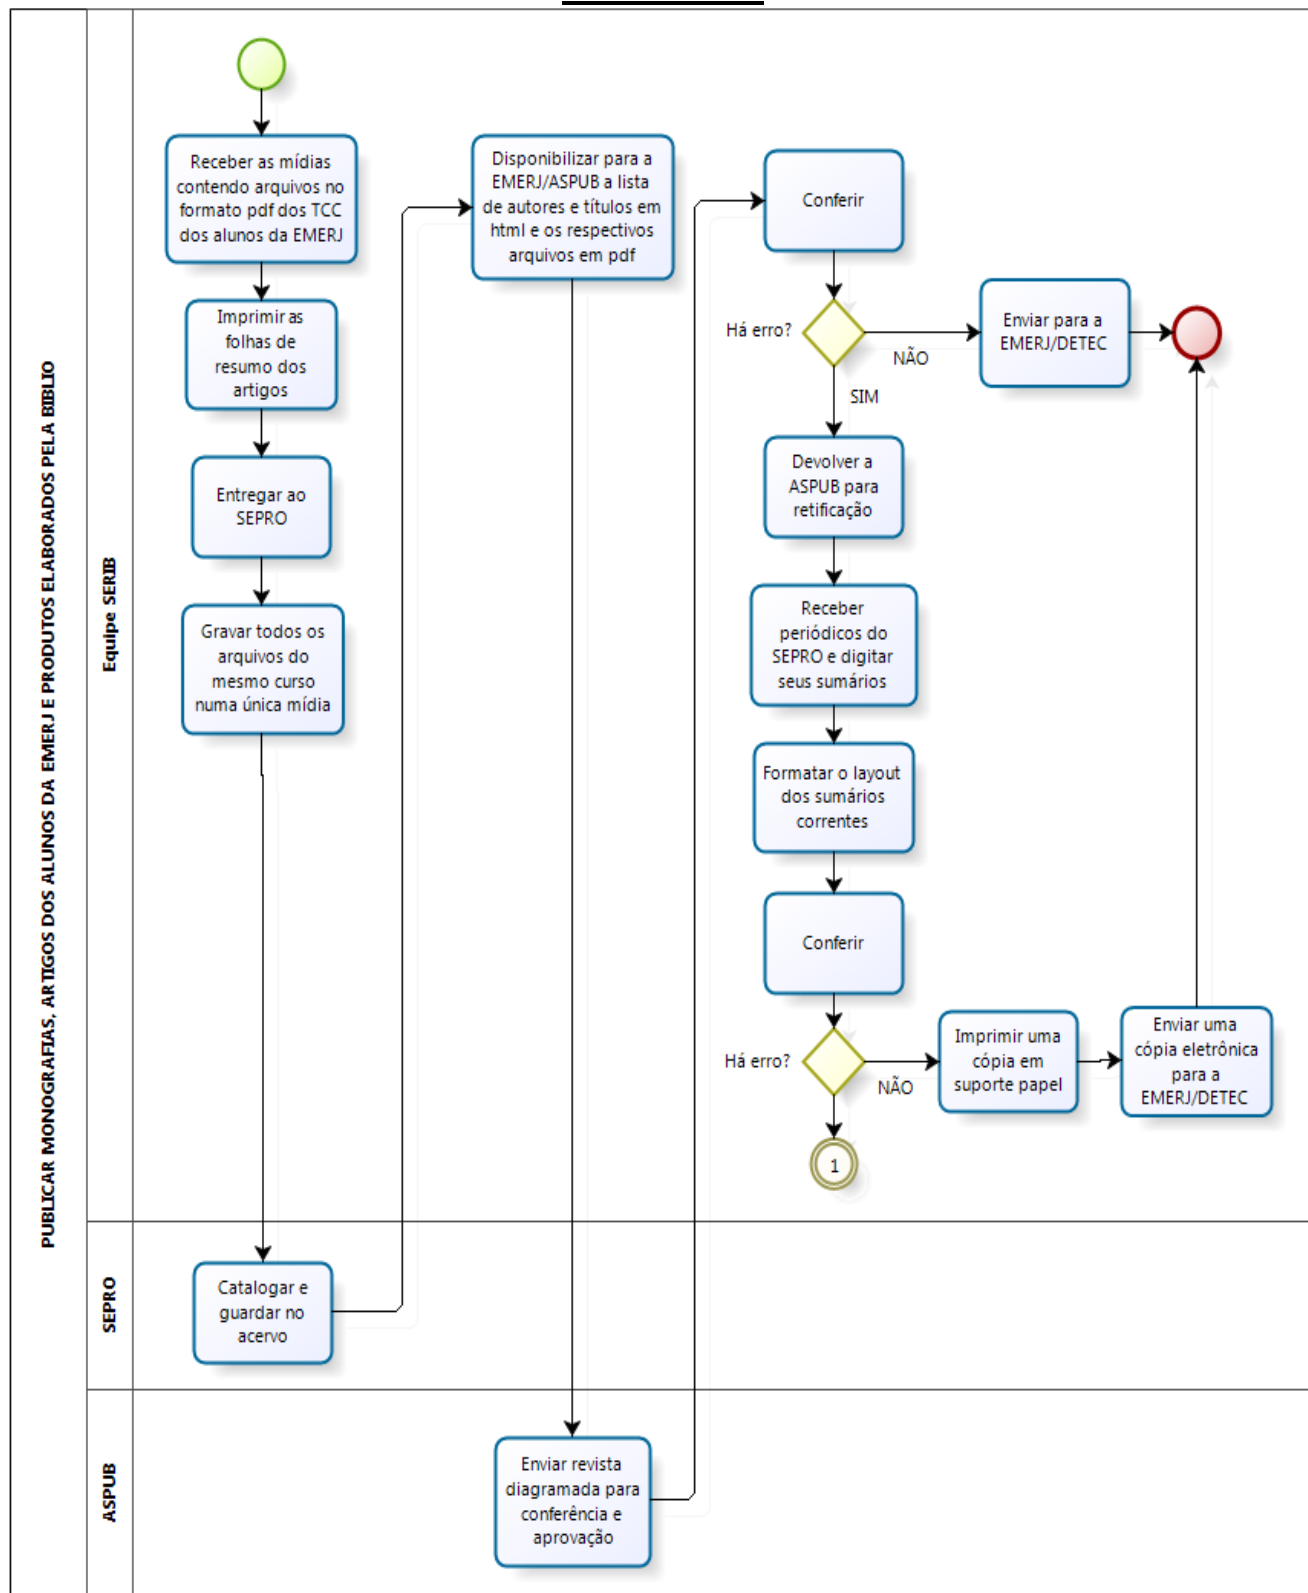 PUBLICAR MONOGRAFIAS, ARTIGOS DOS ALUNOS DA EMERJ E PRODUTOS ELABORADOS PELA BIBLIO
Equipe SERIB
Receber as mídias
contendo arquivos no
formato pdf dos TCC
dos alunos da EMERJ
Imprimir as
folhas de
resumo dos
artigos
Entregar ao
SEPRO
Gravar todos os
arquivos do
mesmo curso
numa única mídia
Disponibilizar para a
EMERJ/ASPUB a lista
de autores e títulos em
html e os respectivos
arquivos em pdf
Conferir
Há erro?
NÃO
Enviar para a
EMERJ/DETEC
SIM
Devolver a
ASPUB para
retificação
Receber
periódicos do
SEPRO e digitar
seus sumários
Formatar o layout
dos sumários
correntes
Conferir
Há erro?
NÃO
Imprimir uma
cópia em
suporte papel
Enviar uma
cópia eletrônica
para a
EMERJ/DETEC
1
SEPRO
Catalogar e
guardar no
acervo
ASPUB
Enviar revista
diagramada para
conferência e
aprovação